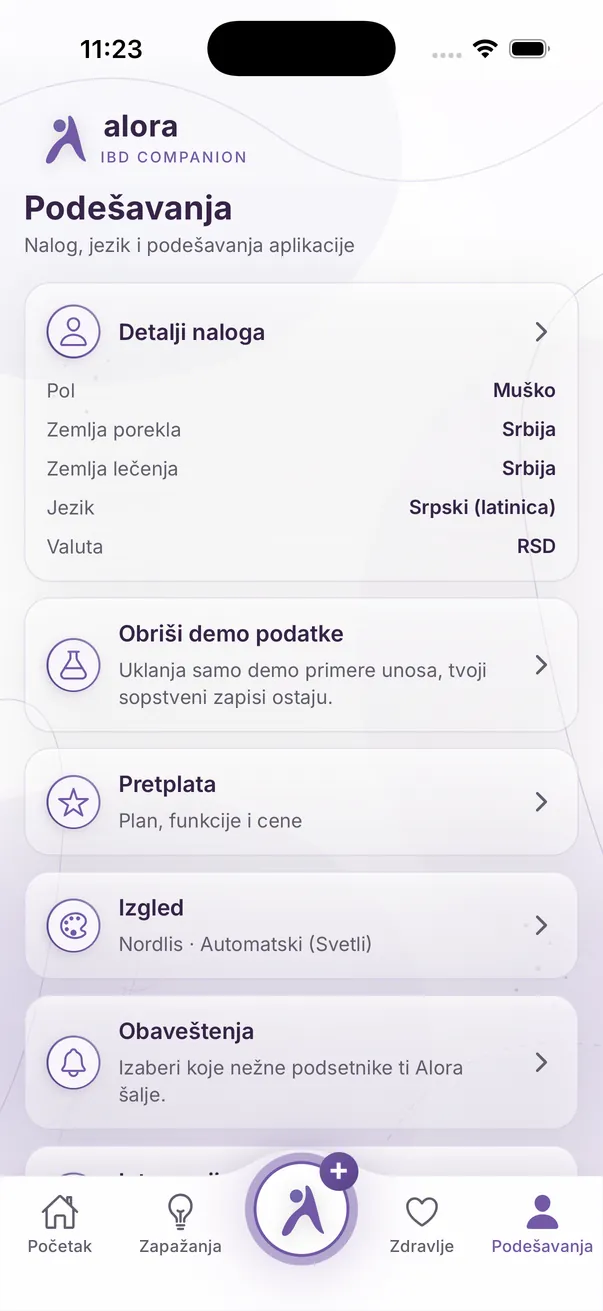 11:23
alora
IBD COMPANION
Podešavanja
Nalog, jezik i podešavanja aplikacije
Detalji naloga
Pol Muško
Zemlja porekla Srbija
Zemlja lečenja Srbija
Jezik Srpski (latinica)
Valuta RSD
Obriši demo podatke
Uklanja samo demo primere unosa, tvoji
sopstveni zapisi ostaju.
Pretplata
Plan, funkcije i cene
Izgled
Nordlis · Automatski (Svetli)
Obaveštenja
Izaberi koje nežne podsetnike ti Alora
šalje.
Početak
Zapažanja
Zdravlje
Podešavanja